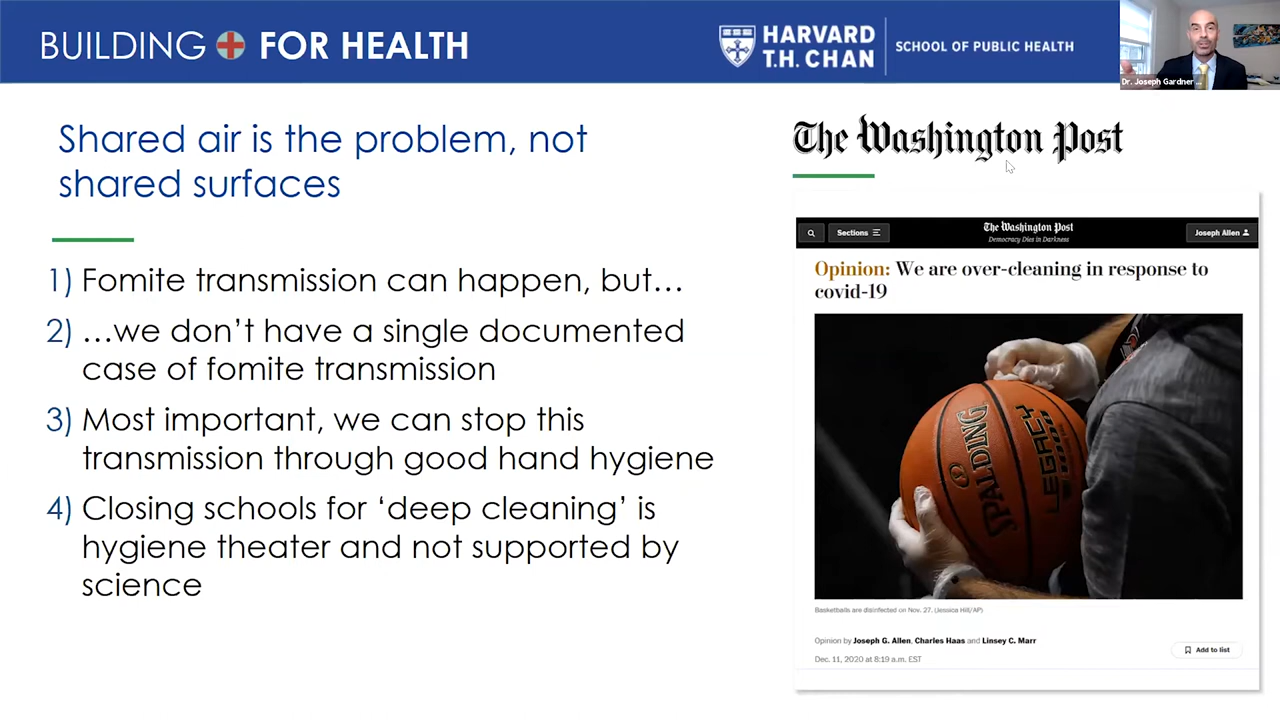 BUILDING FOR HEALTH
HARVARD
T.H. CHAN
SCHOOL OF PUBLIC HEALTH
Dr. Joseph Gardner ...
Shared air is the problem, not
shared surfaces
1) Fomite transmission can happen, but…
2) …we don’t have a single documented
case of fomite transmission
3) Most important, we can stop this
transmission through good hand hygiene
4) Closing schools for ‘deep cleaning’ is
hygiene theater and not supported by
science
The Washington Post
Sections
The Washington Post
Democracy Dies in Darkness
Joseph Allen
Opinion: We are over-cleaning in response to
covid-19
SPALDING
LEGACY
Basketballs are disinfected on Nov. 27. (Jessica Hill/AP)
Opinion by Joseph G. Allen, Charles Haas and Linsey C. Marr
Dec. 11, 2020 at 8:19 a.m. EST
Add to list